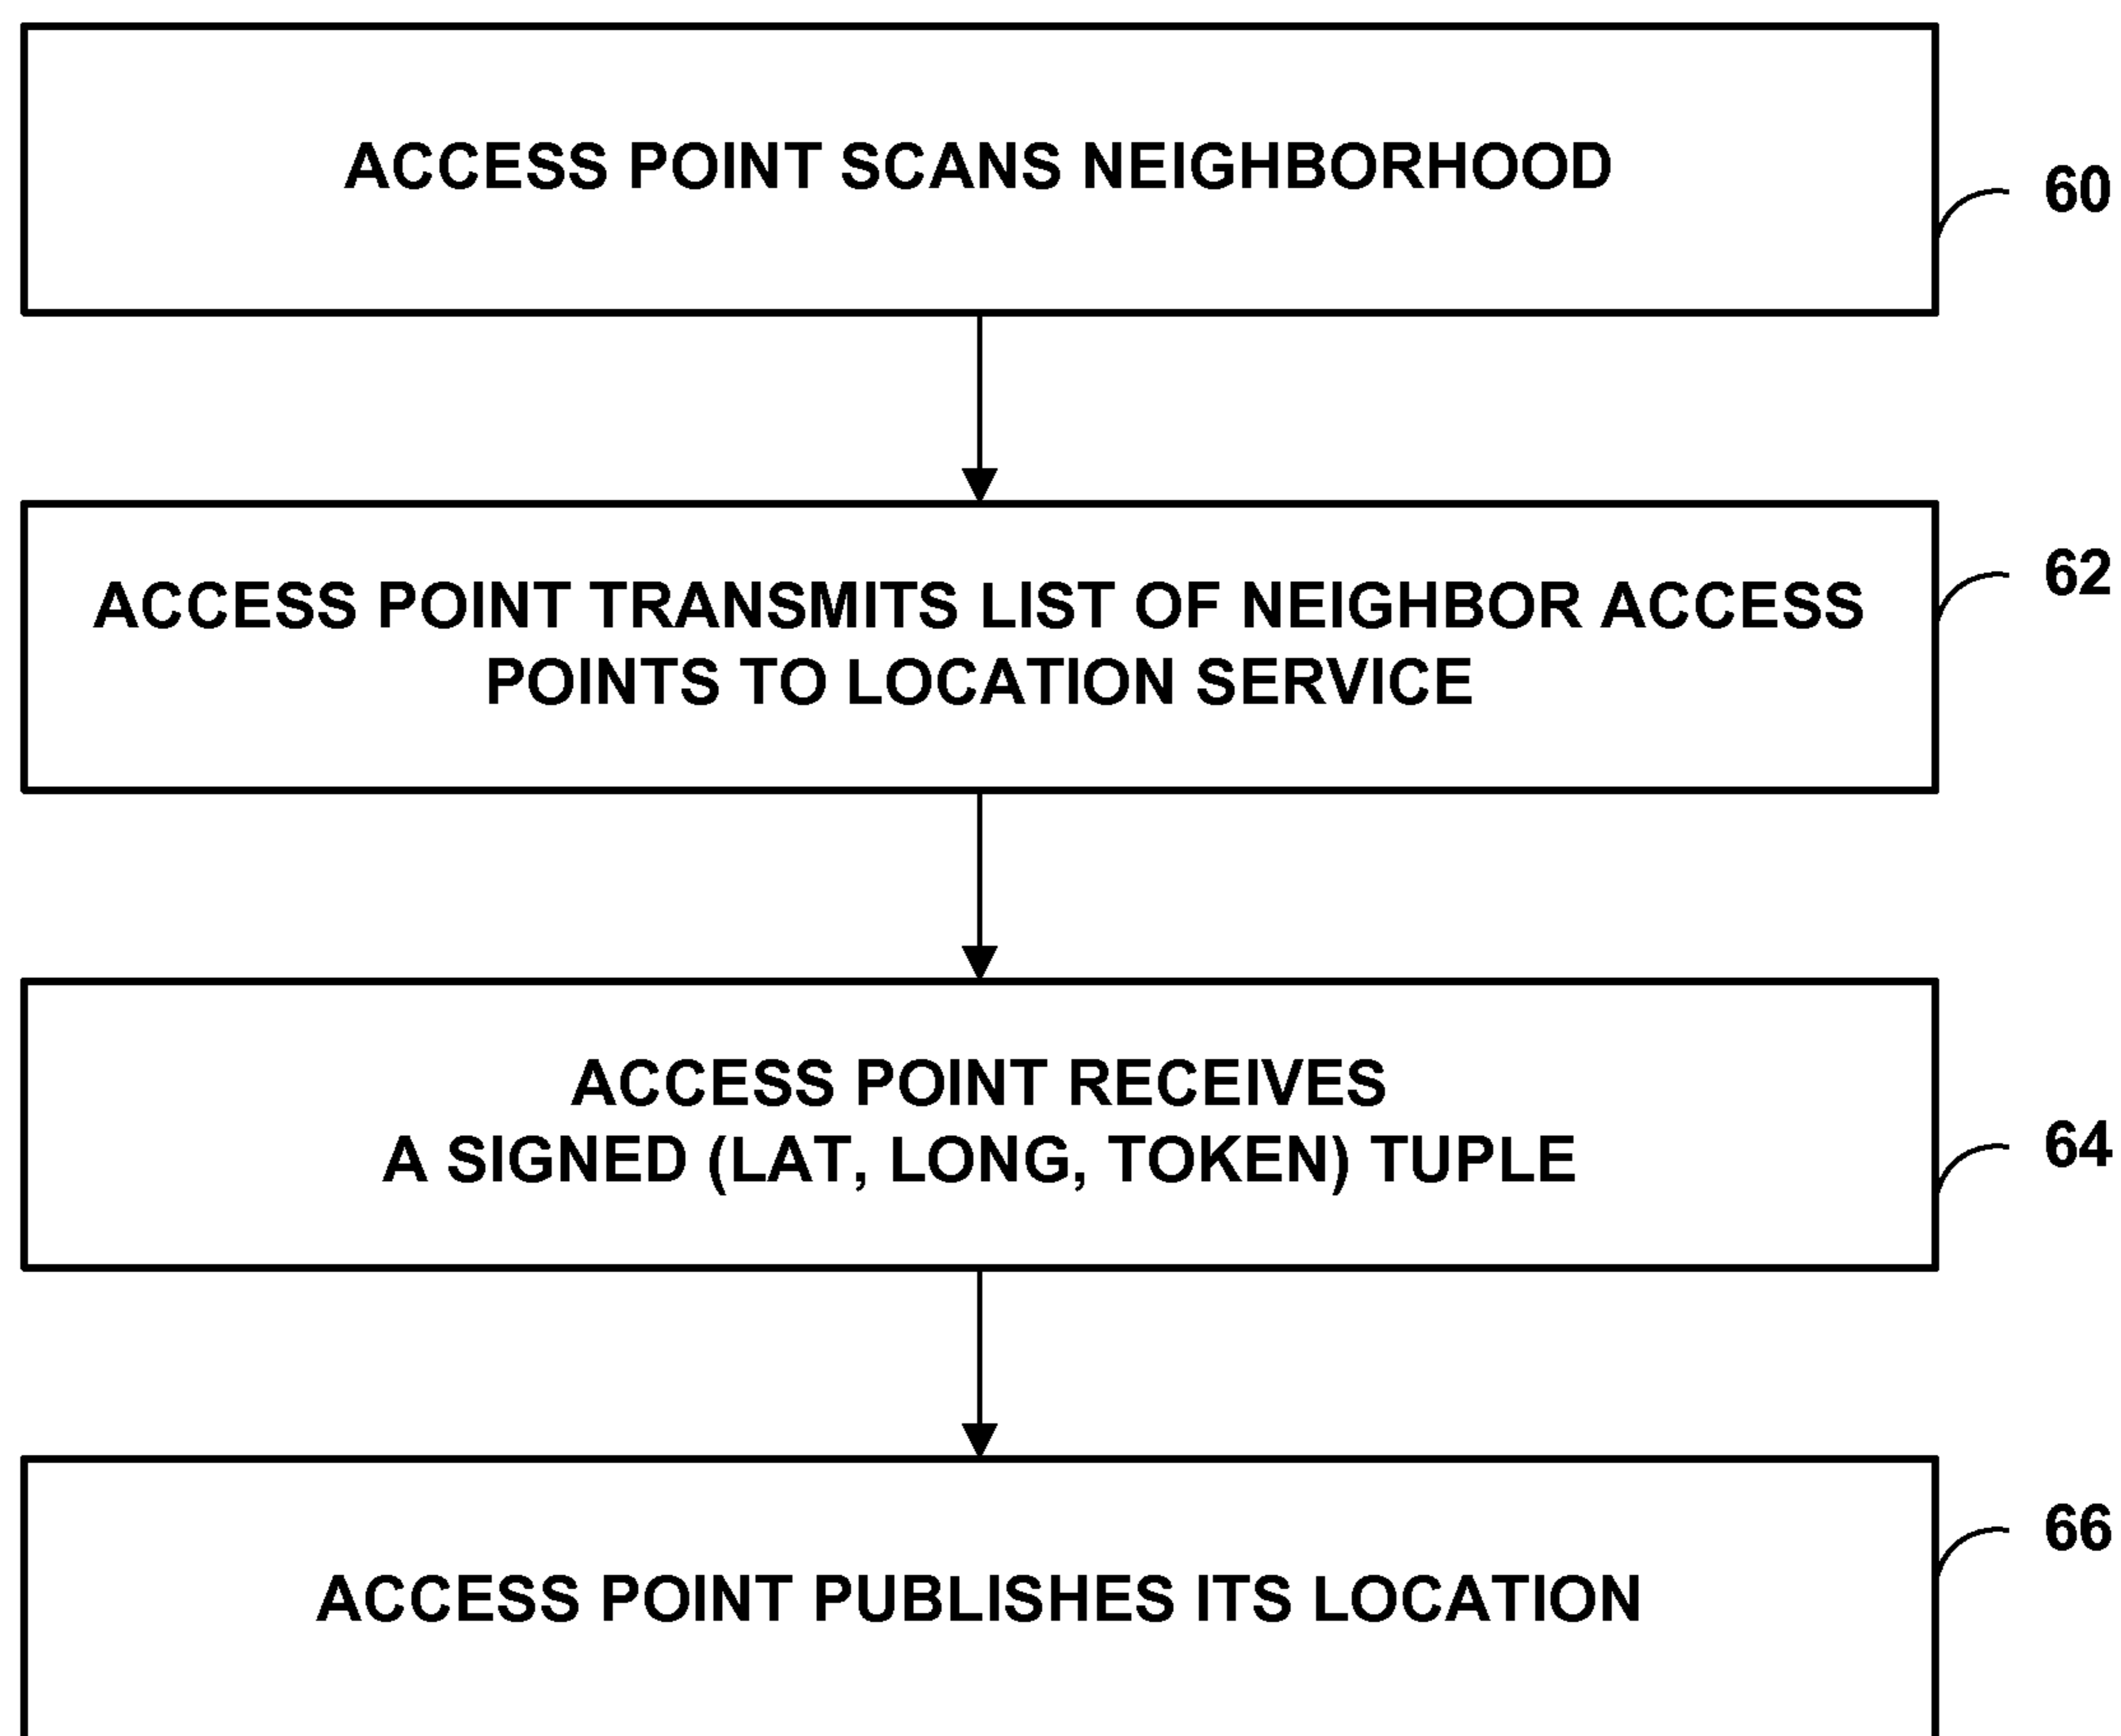 ACCESS POINT SCANS NEIGHBORHOOD
60
ACCESS POINT TRANSMITS LIST OF NEIGHBOR ACCESS
POINTS TO LOCATION SERVICE
62
ACCESS POINT RECEIVES
A SIGNED (LAT, LONG, TOKEN) TUPLE
64
ACCESS POINT PUBLISHES ITS LOCATION
66